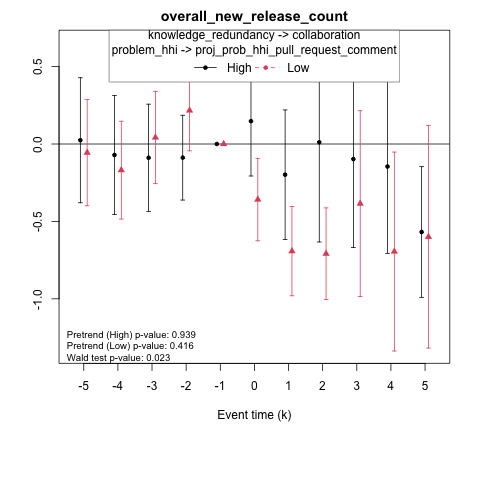 overall_new_release_count
knowledge_redundancy -> collaboration
problem_hhi -> proj_prob_hhi_pull_request_comment
High Low
0.5
0.0
-0.5
-1.0
Pretrend (High) p-value: 0.939
Pretrend (Low) p-value: 0.416
Wald test p-value: 0.023
-5 -4 -3 -2 -1 0 1 2 3 4 5
Event time (k)